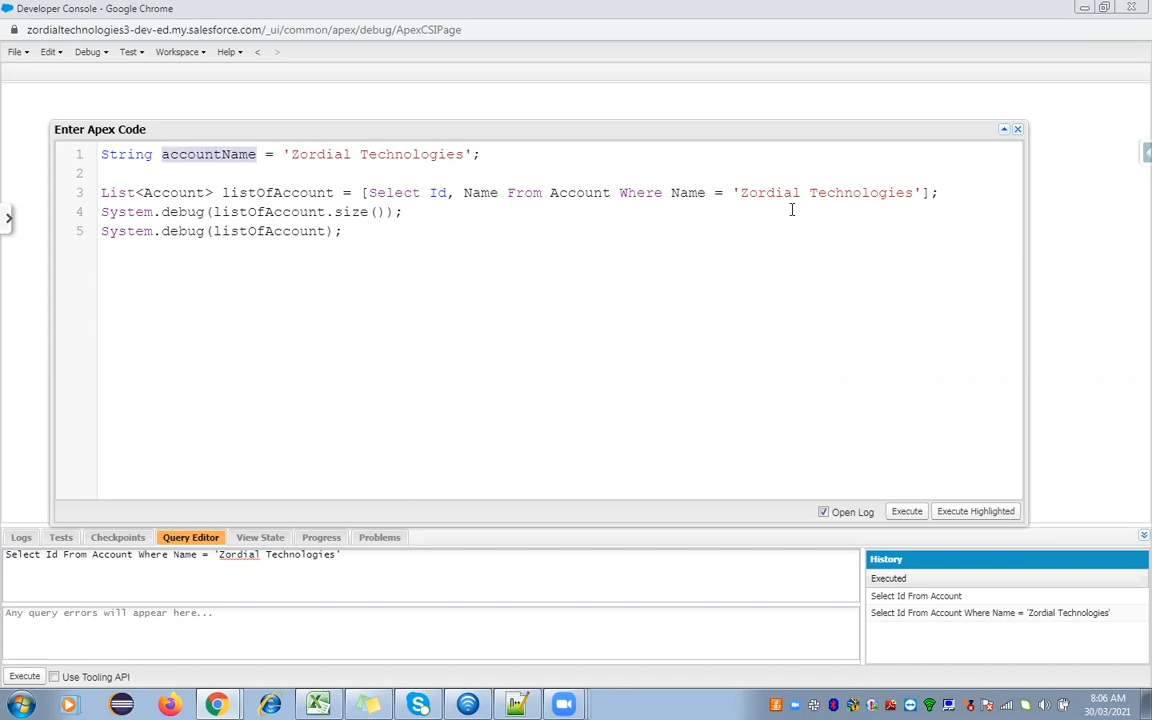 Developer Console - Google Chrome
zordialtechnologies3-dev-ed.my.salesforce.com/_ui/common/apex/debug/ApexCSIPage
File Edit Debug Test Workspace Help < >
Enter Apex Code
1 String accountName = 'Zordial Technologies';
2
3 List<Account> listOfAccount = [Select Id, Name From Account Where Name = 'Zordial Technologies'];
4 System.debug(listOfAccount.size());
5 System.debug(listOfAccount);
Open Log Execute Execute Highlighted
Logs Tests Checkpoints Query Editor View State Progress Problems
Select Id From Account Where Name = 'Zordial Technologies'
Any query errors will appear here...
History
Executed
Select Id From Account
Select Id From Account Where Name = 'Zordial Technologies'
Execute Use Tooling API
8:06 AM
30/03/2021